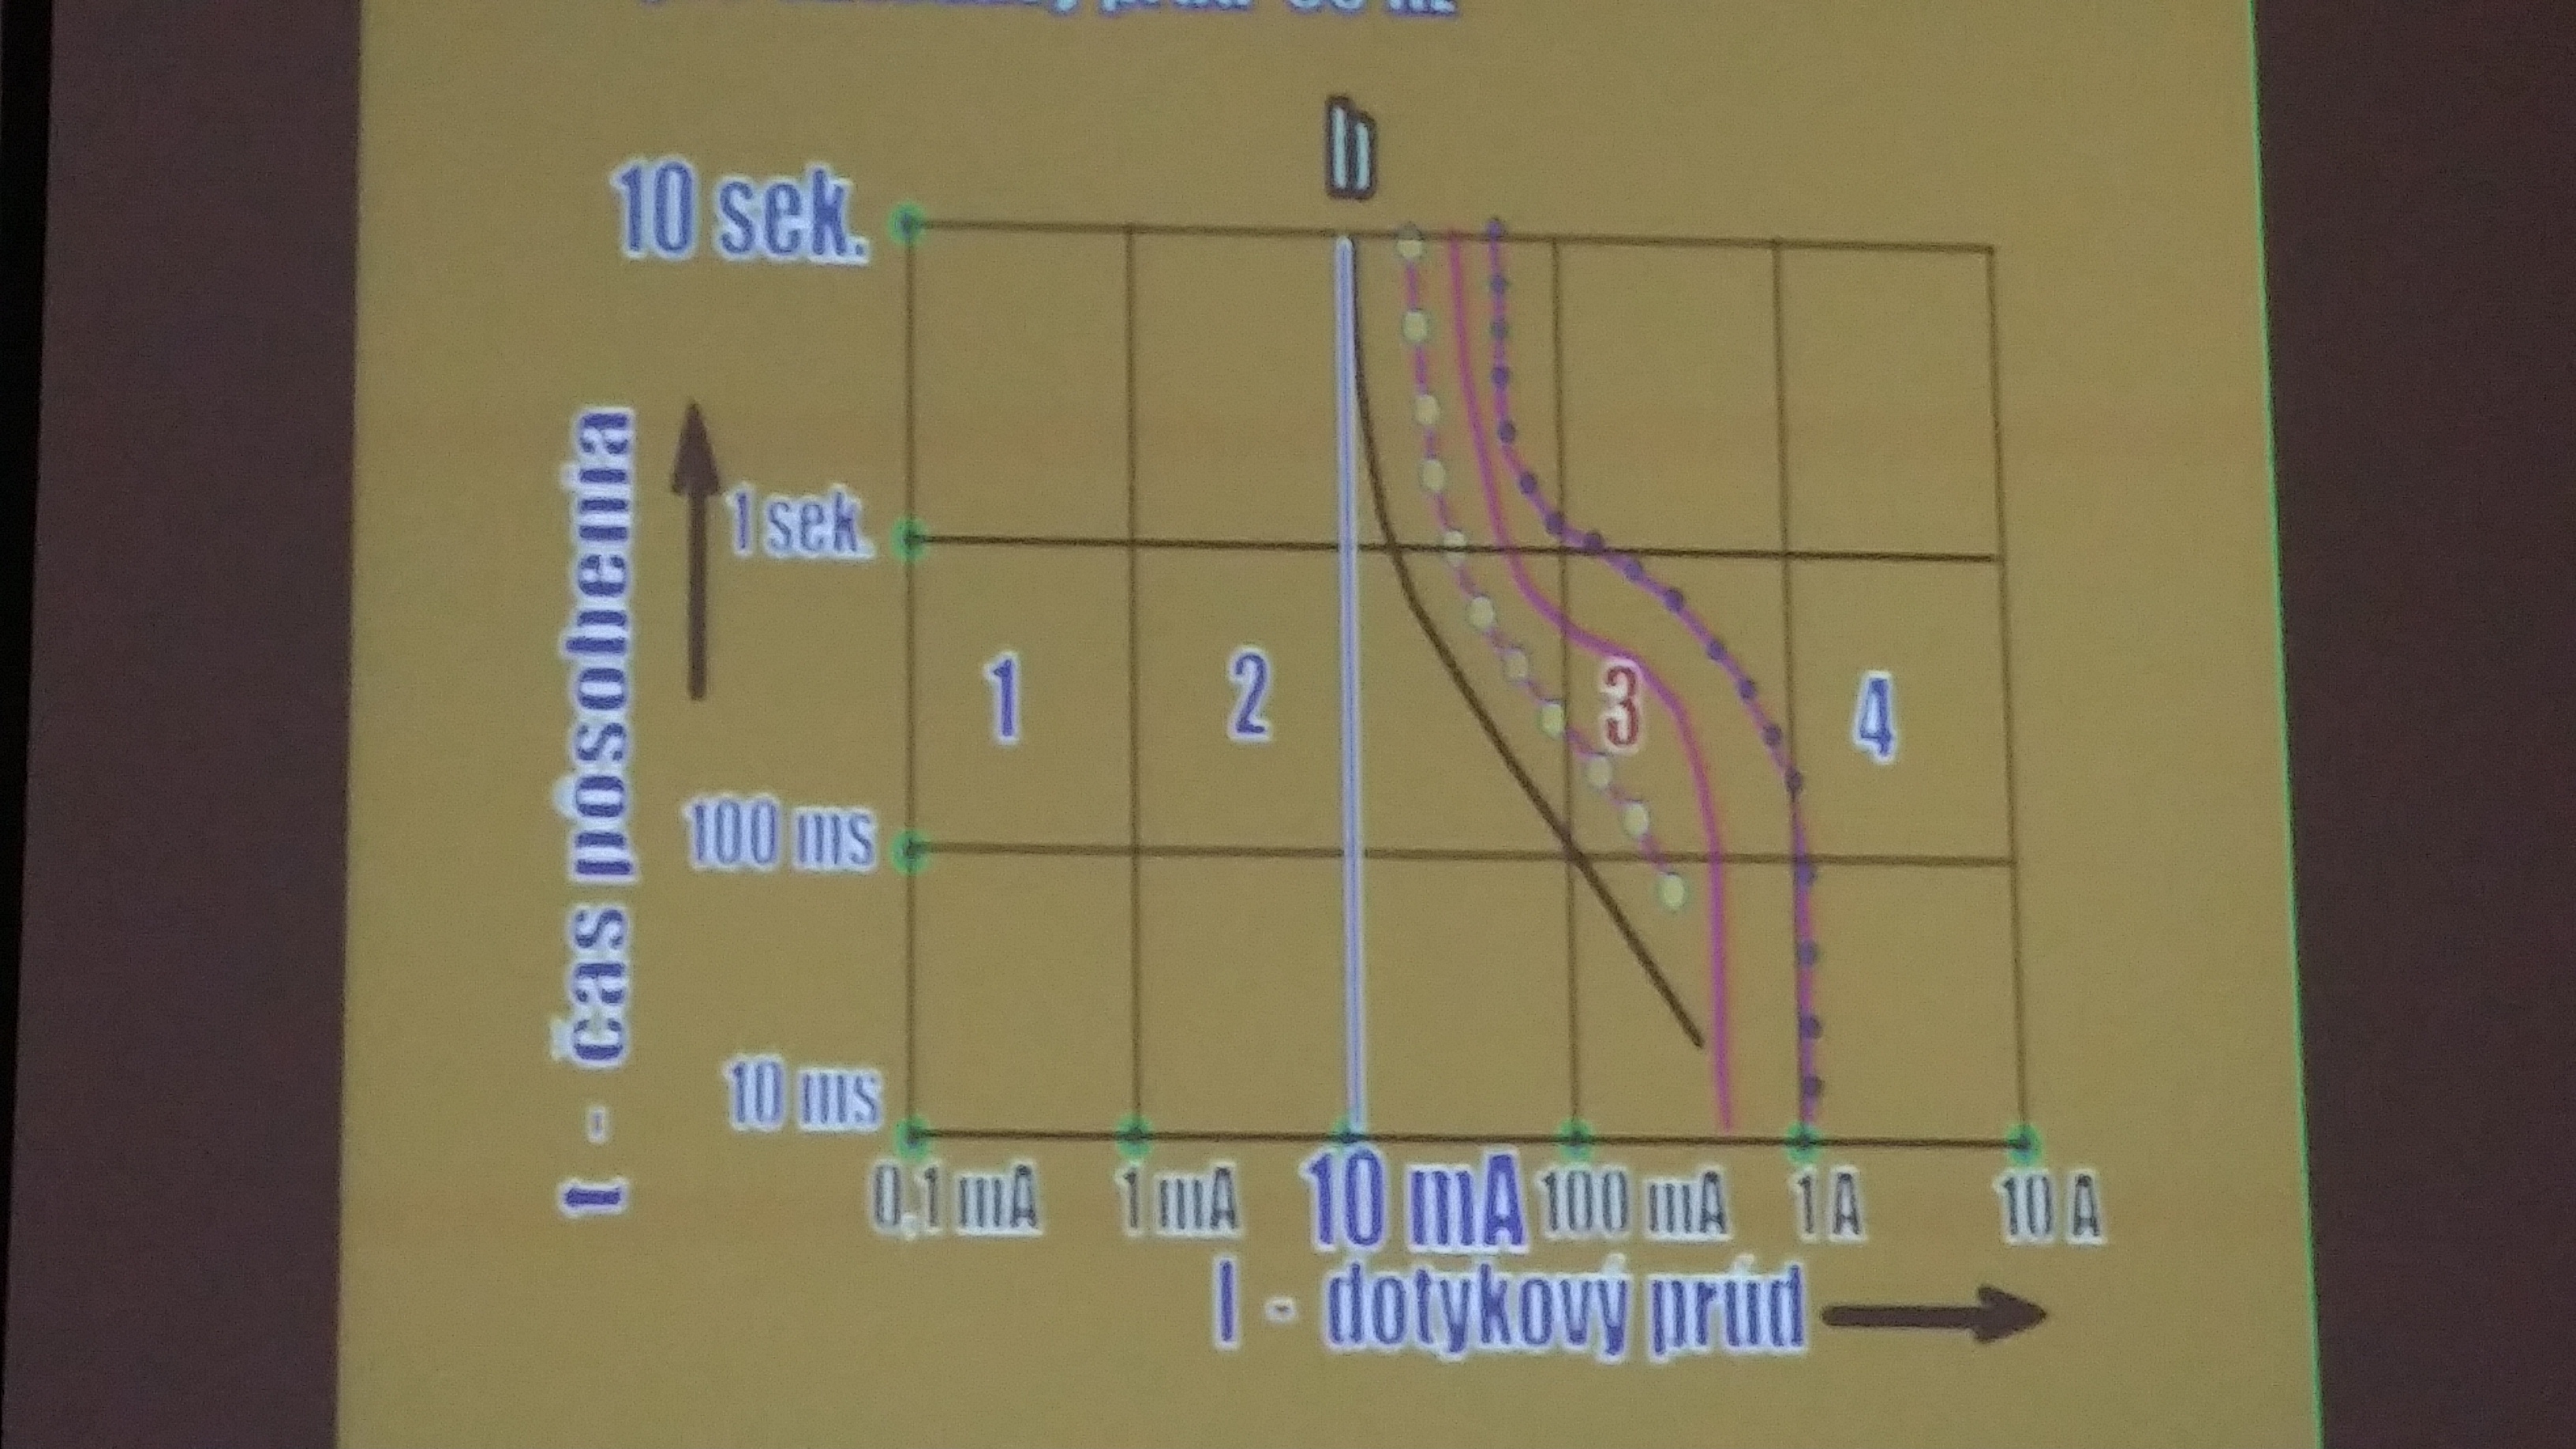 b
10 sek.
1 sek.
100 ms
10 ms
t - čas pôsobenia
1
2
3
4
0,1 mA
1 mA
10 mA
100 mA
1 A
10 A
I - dotykový prúd